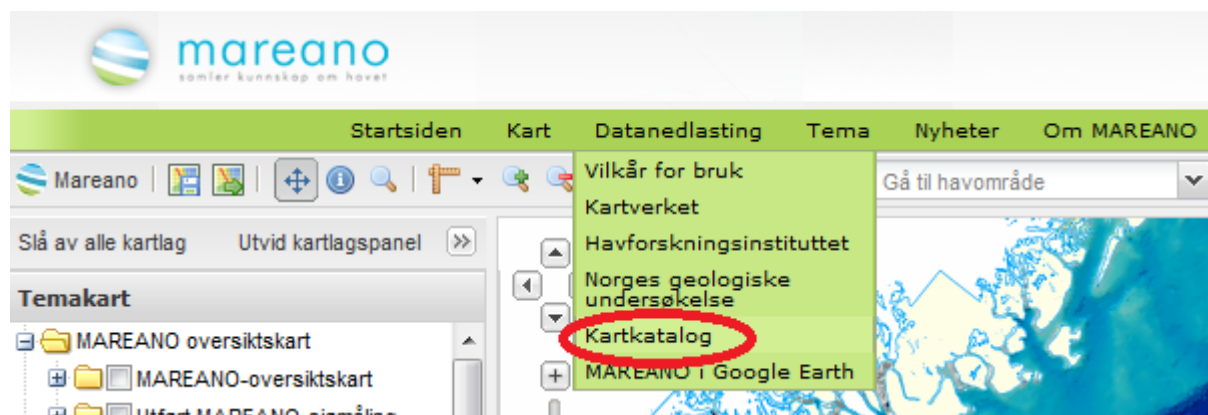 mareano
samler kunnskap om havet
Startsiden Kart Datanedlasting Tema Nyheter Om MAREANO
Mareano
Gå til havområde
Vilkår for bruk
Kartverket
Havforskningsinstituttet
Norges geologiske
undersøkelse
Kartkatalog
MAREANO i Google Earth
Slå av alle kartlag Utvid kartlagspanel
Temakart
MAREANO oversiktskart
MAREANO-oversiktskart